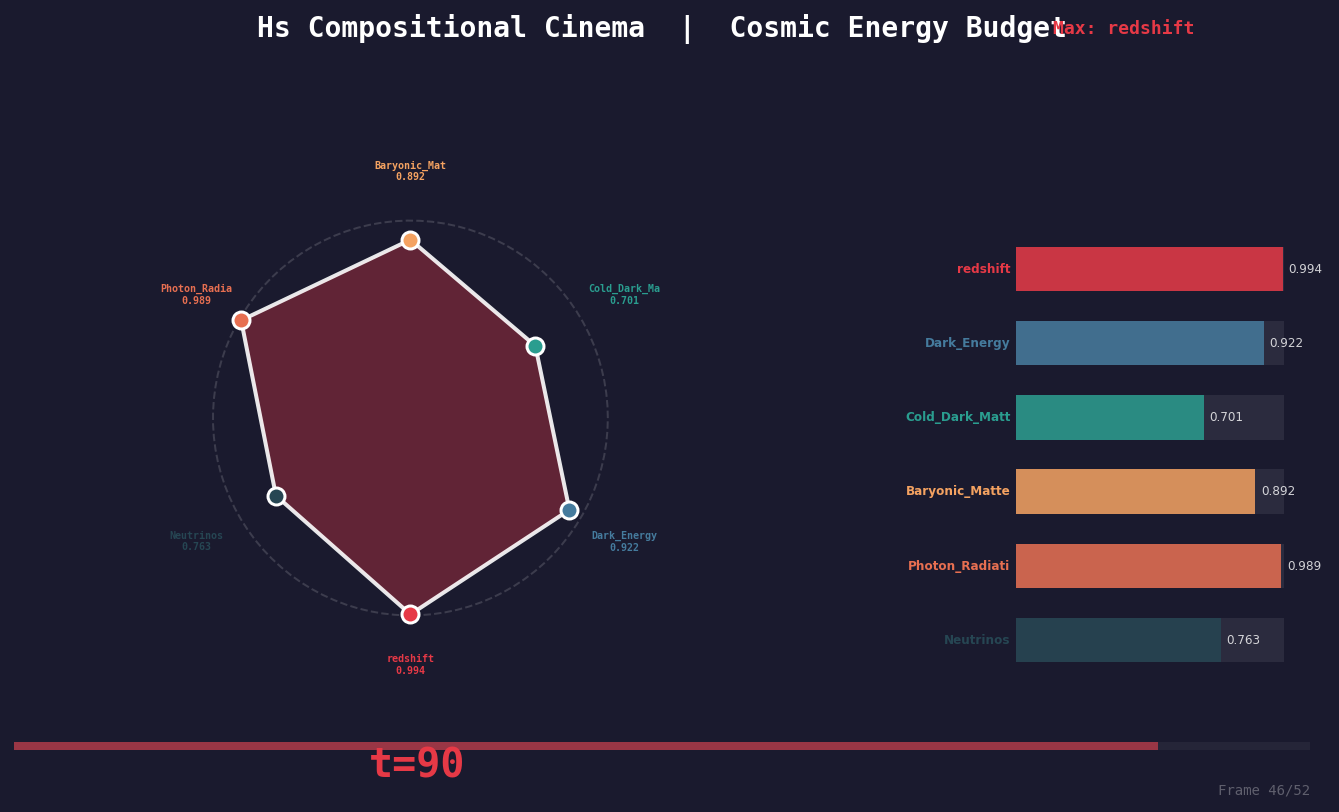 Hs Compositional Cinema  |  Cosmic Energy Budget
Max: redshift
Baryonic_Mat
0.892
Photon_Radia
0.989
Cold_Dark_Ma
0.701
Neutrinos
0.763
Dark_Energy
0.922
redshift
0.994
redshift 0.994
Dark_Energy 0.922
Cold_Dark_Matt 0.701
Baryonic_Matte 0.892
Photon_Radiati 0.989
Neutrinos 0.763
t=90
Frame 46/52